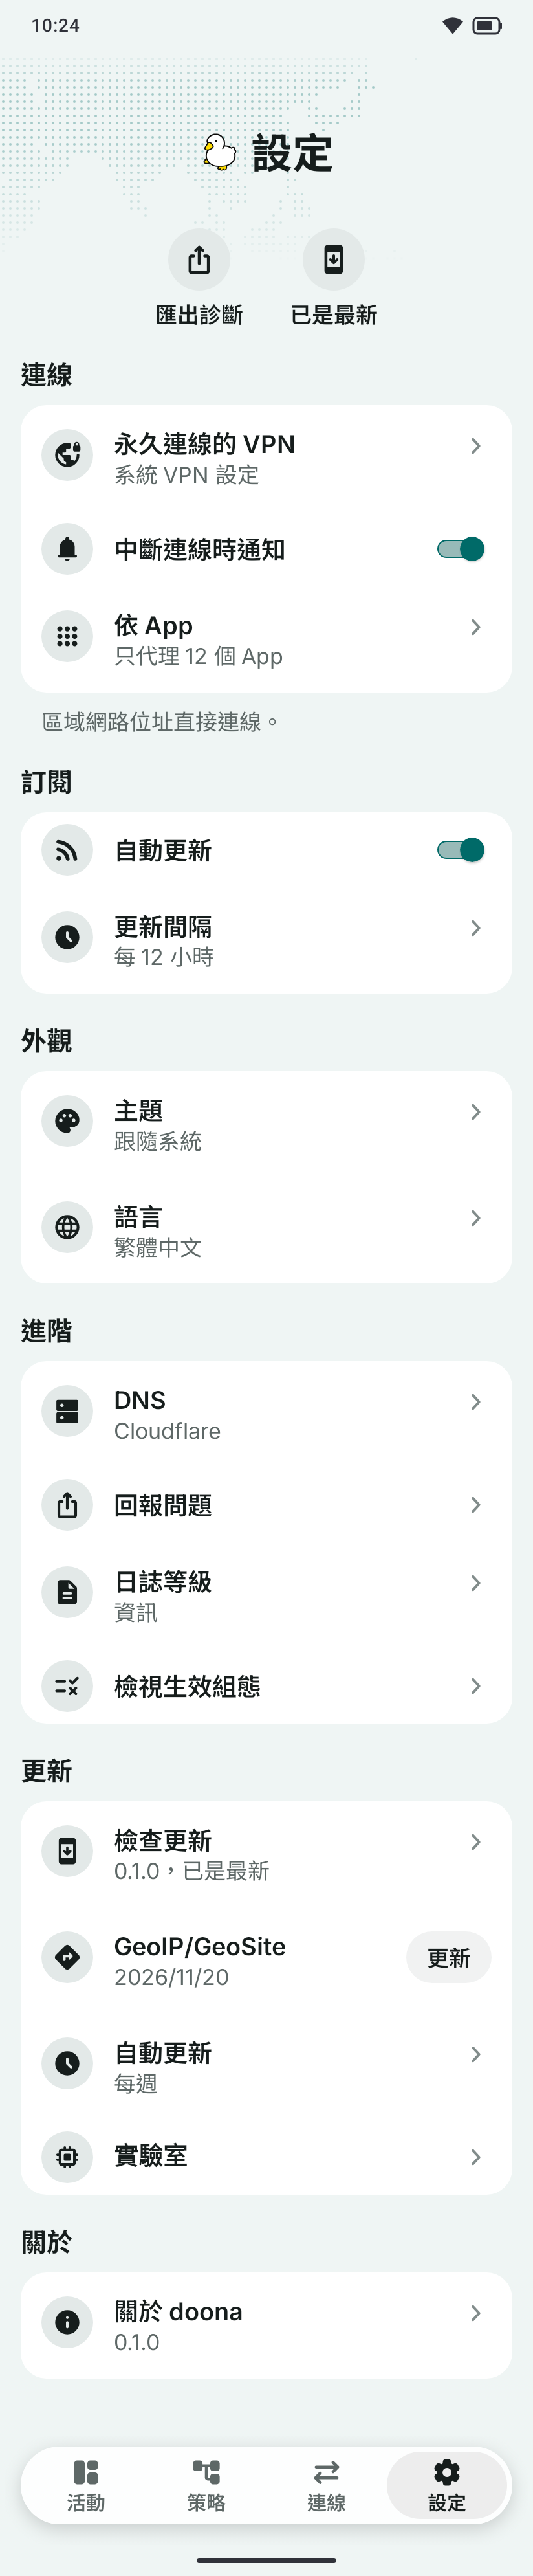 10:24
設定
匯出診斷
已是最新
連線
永久連線的 VPN
系統 VPN 設定
中斷連線時通知
依 App
只代理 12 個 App
區域網路位址直接連線。
訂閱
自動更新
更新間隔
每 12 小時
外觀
主題
跟隨系統
語言
繁體中文
進階
DNS
Cloudflare
回報問題
日誌等級
資訊
檢視生效組態
更新
檢查更新
0.1.0，已是最新
GeoIP/GeoSite
更新
2026/11/20
自動更新
每週
實驗室
關於
關於 doona
0.1.0
活動
策略
連線
設定